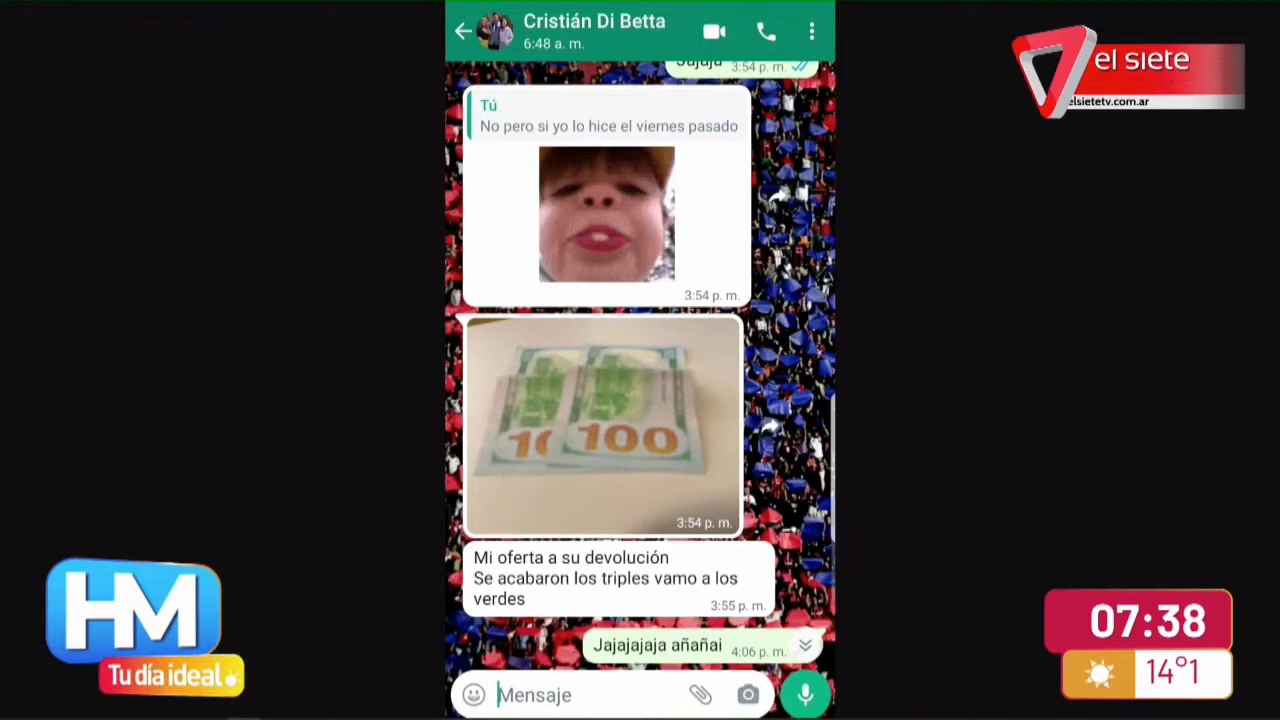 Cristián Di Betta
6:48 a. m.
el siete
elsietetv.com.ar
Jajaja 3:54 p. m.
Tú
No pero si yo lo hice el viernes pasado
3:54 p. m.
100
3:54 p. m.
Mi oferta a su devolución
Se acabaron los triples vamo a los
verdes
3:55 p. m.
Jajajajaja añañai 4:06 p. m.
Mensaje
HM
Tu día ideal.
07:38
14°1